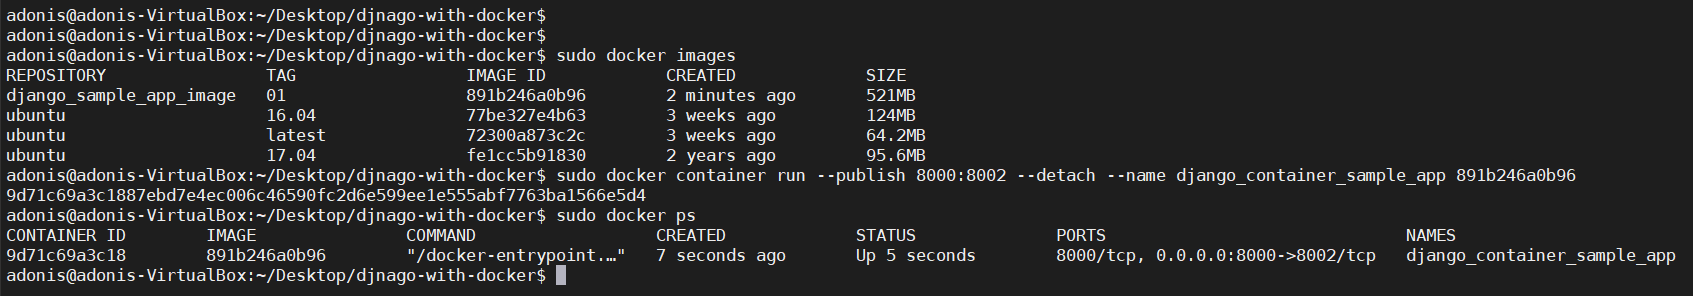 adonis@adonis-VirtualBox:~/Desktop/djnago-with-docker$
adonis@adonis-VirtualBox:~/Desktop/djnago-with-docker$
adonis@adonis-VirtualBox:~/Desktop/djnago-with-docker$ sudo docker images
REPOSITORY                TAG                 IMAGE ID            CREATED             SIZE
django_sample_app_image   01                  891b246a0b96        2 minutes ago       521MB
ubuntu                    16.04               77be327e4b63        3 weeks ago         124MB
ubuntu                    latest              72300a873c2c        3 weeks ago         64.2MB
ubuntu                    17.04               fe1cc5b91830        2 years ago         95.6MB
adonis@adonis-VirtualBox:~/Desktop/djnago-with-docker$ sudo docker container run --publish 8000:8002 --detach --name django_container_sample_app 891b246a0b96
9d71c69a3c1887ebd7e4ec006c46590fc2d6e599ee1e555abf7763ba1566e5d4
adonis@adonis-VirtualBox:~/Desktop/djnago-with-docker$ sudo docker ps
CONTAINER ID        IMAGE               COMMAND                  CREATED             STATUS              PORTS                              NAMES
9d71c69a3c18        891b246a0b96        "/docker-entrypoint.…"   7 seconds ago       Up 5 seconds        8000/tcp, 0.0.0.0:8000->8002/tcp   django_container_sample_app
adonis@adonis-VirtualBox:~/Desktop/djnago-with-docker$